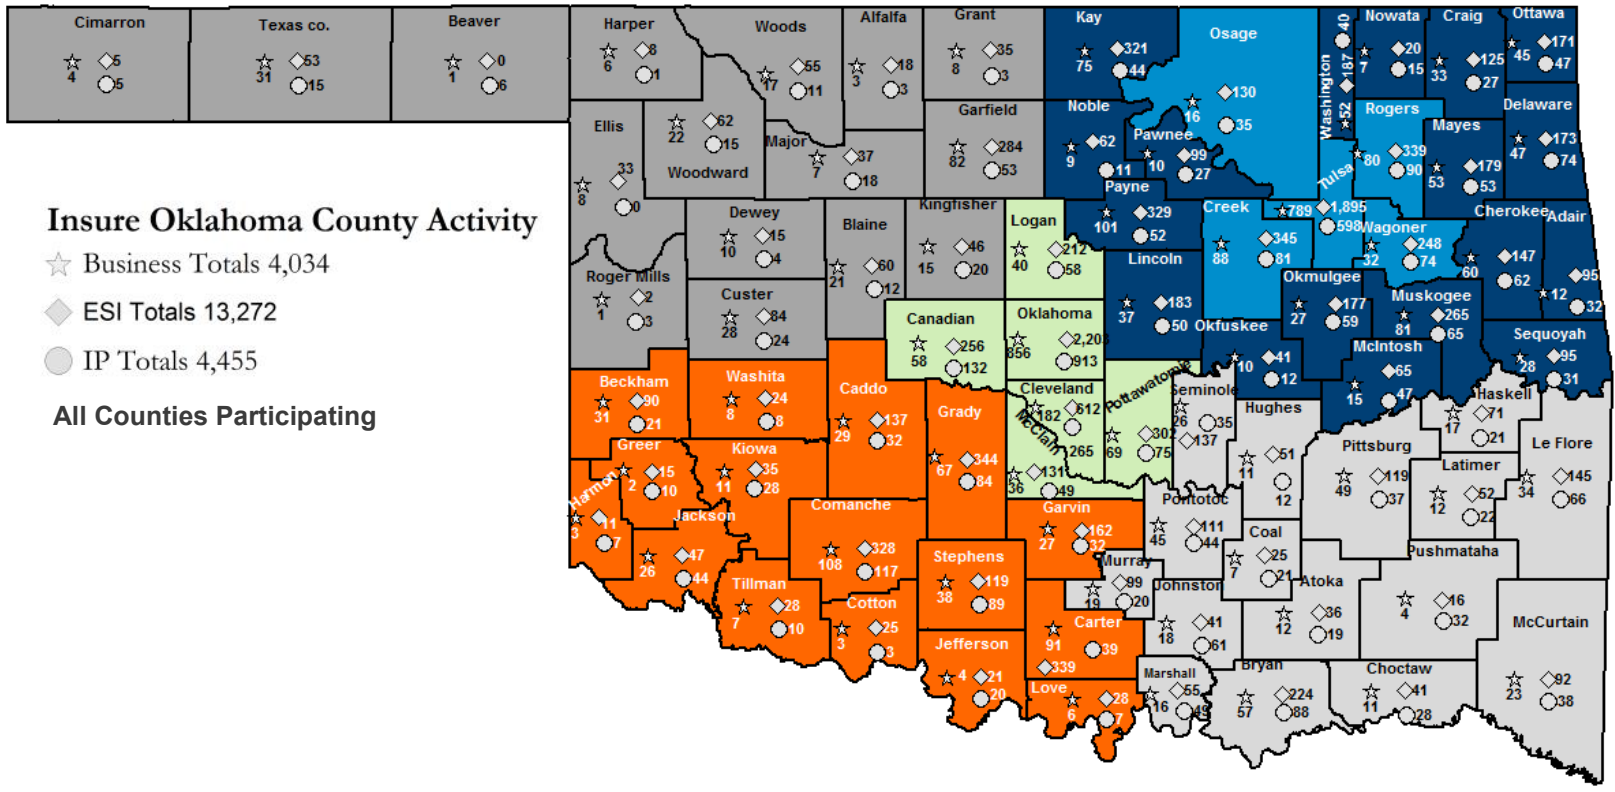 Cimarron
5
4
5
Texas co.
53
31
15
Beaver
0
1
6
Harper
8
6
1
Woods
55
17
11
Alfalfa
18
3
3
Grant
35
8
3
Kay
321
75
44
Osage
130
16
35
Washington
52
187
40
Nowata
20
7
15
Craig
125
33
27
Ottawa
171
45
47
Ellis
33
8
0
Woodward
62
22
15
Major
37
7
18
Garfield
284
82
53
Noble
62
9
11
Pawnee
99
10
27
Rogers
339
80
90
Mayes
179
53
53
Delaware
173
47
74
Insure Oklahoma County Activity
Business Totals 4,034
ESI Totals 13,272
IP Totals 4,455
All Counties Participating
Roger Mills
2
1
3
Dewey
15
10
4
Custer
84
28
24
Blaine
60
21
12
Kingfisher
46
15
20
Logan
212
40
58
Payne
329
101
52
Lincoln
183
37
50
Creek
345
88
81
Tulsa
789
1,895
598
Wagoner
248
32
74
Cherokee
147
60
62
Adair
95
12
32
Canadian
256
58
132
Oklahoma
856
913
Okmulgee
177
27
59
Muskogee
265
81
65
Okfuskee
41
10
12
McIntosh
65
15
47
Sequoyah
95
28
31
Beckham
90
31
21
Washita
24
8
8
Caddo
137
29
32
Grady
344
67
84
Cleveland
612
182
265
McClain
131
36
49
Pottawatomie
302
69
75
Seminole
26
35
137
Hughes
51
11
12
Pittsburg
119
49
37
Haskell
71
17
21
Le Flore
145
34
66
Latimer
52
12
22
Greer
15
2
10
Kiowa
35
11
28
Harmon
11
3
7
Jackson
47
26
44
Comanche
328
108
117
Garvin
162
27
32
Pontotoc
111
45
44
Coal
25
7
21
Pushmataha
16
4
32
Tillman
28
7
10
Cotton
25
3
3
Stephens
119
38
89
Murray
99
19
20
Johnston
41
18
61
Atoka
36
12
19
McCurtain
92
23
38
Jefferson
4
21
20
Carter
91
39
339
Love
28
6
7
Marshall
55
16
49
Bryan
224
57
88
Choctaw
41
11
28